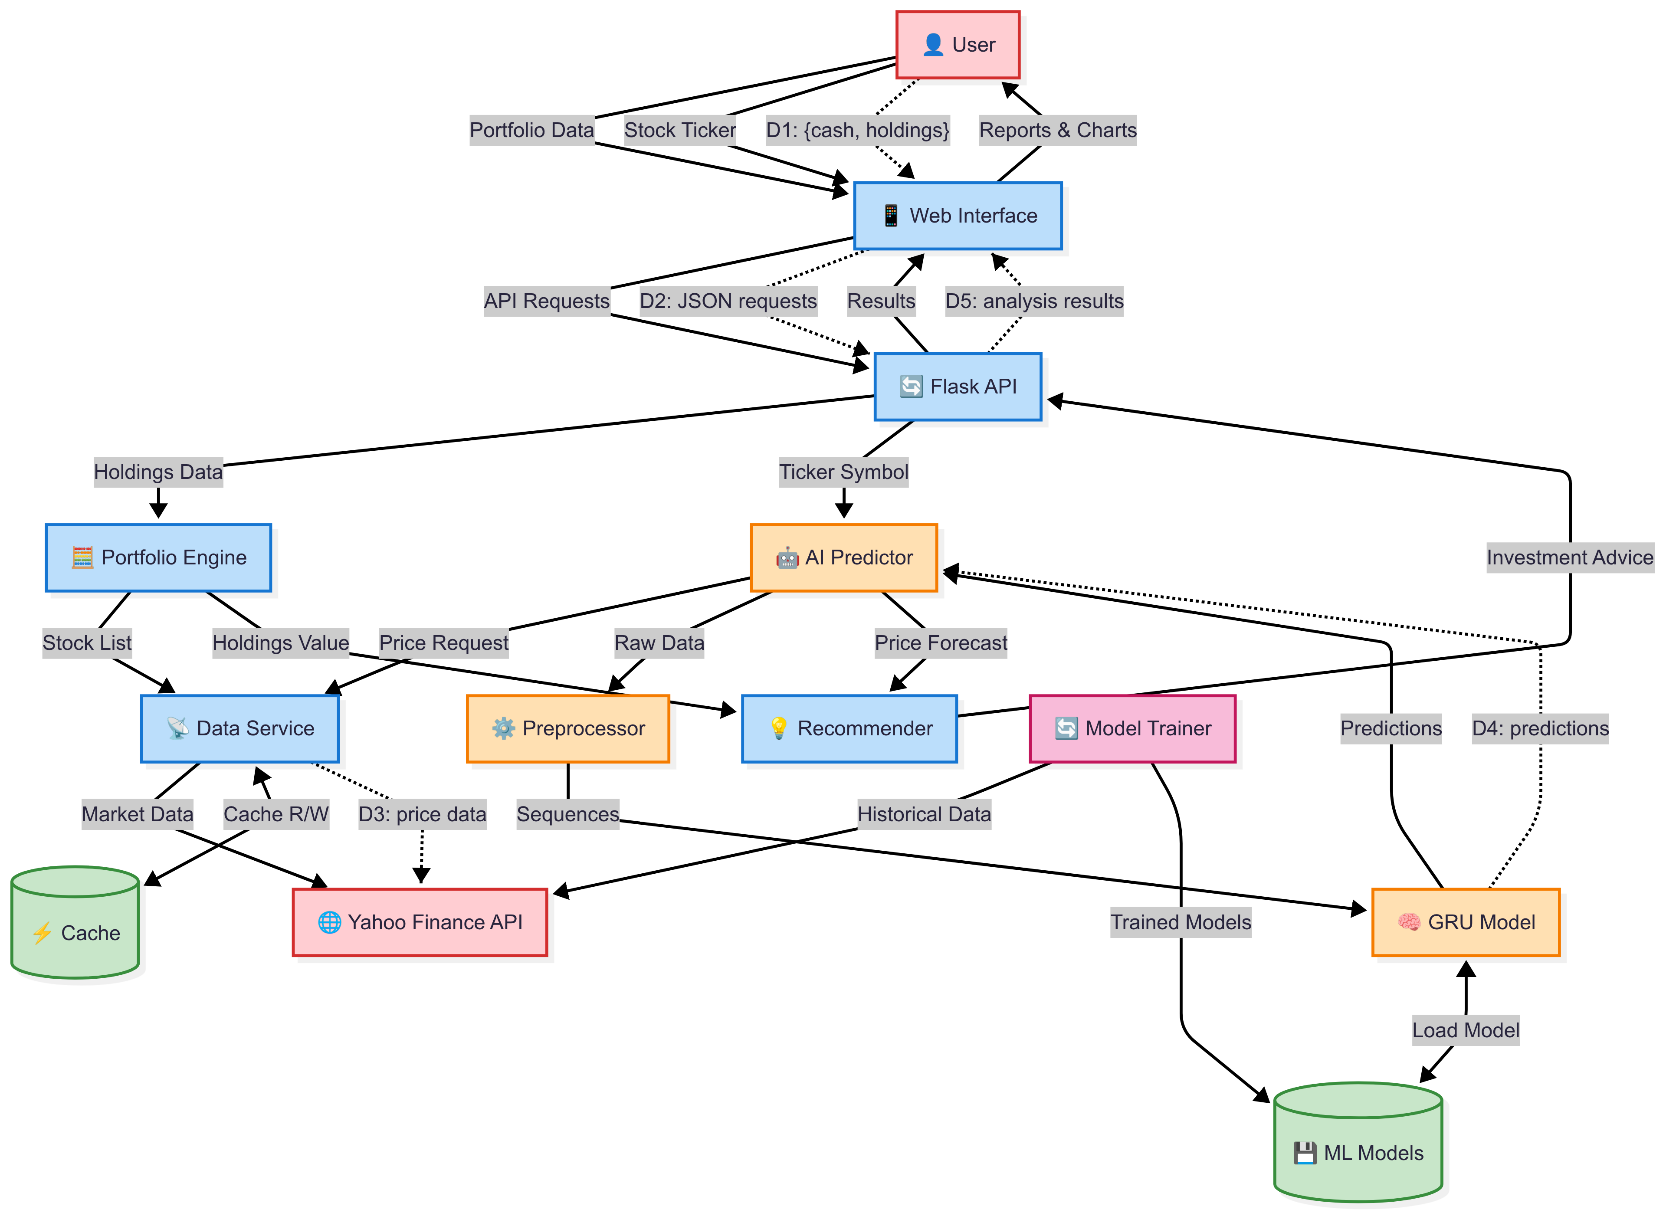 👤 User
Portfolio Data
Stock Ticker
D1: {cash, holdings}
Reports & Charts
📱 Web Interface
API Requests
D2: JSON requests
Results
D5: analysis results
🔄 Flask API
Holdings Data
Ticker Symbol
🧮 Portfolio Engine
🤖 AI Predictor
Investment Advice
Stock List
Holdings Value
Price Request
Raw Data
Price Forecast
📡 Data Service
⚙️ Preprocessor
💡 Recommender
🔄 Model Trainer
Predictions
D4: predictions
Market Data
Cache R/W
D3: price data
Sequences
Historical Data
⚡ Cache
🌐 Yahoo Finance API
Trained Models
🧠 GRU Model
Load Model
💾 ML Models